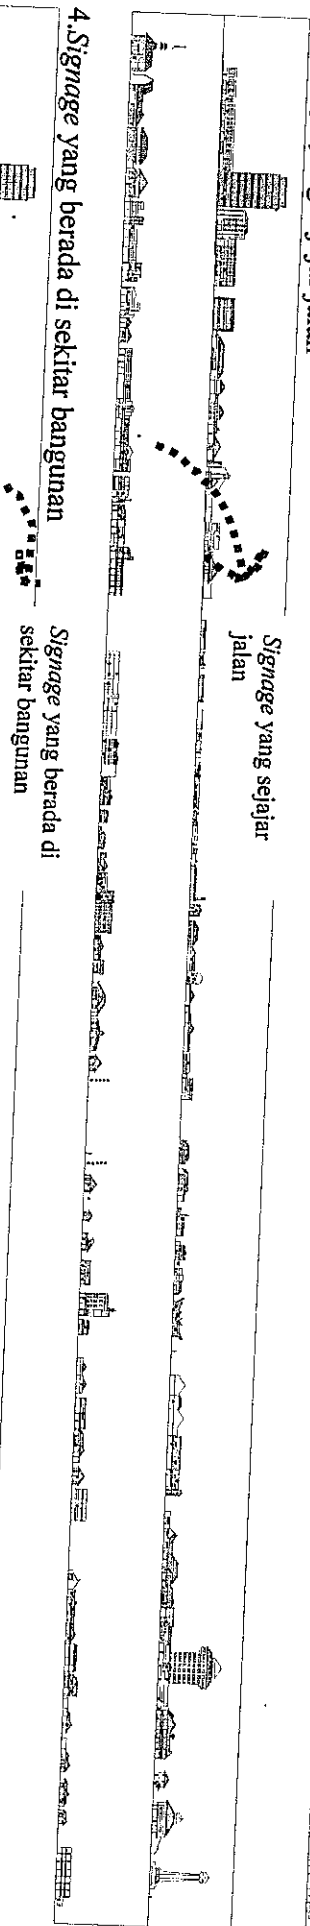 Signage yang sejajar
jalan
4.Signage yang berada di sekitar bangunan
Signage yang berada di
sekitar bangunan